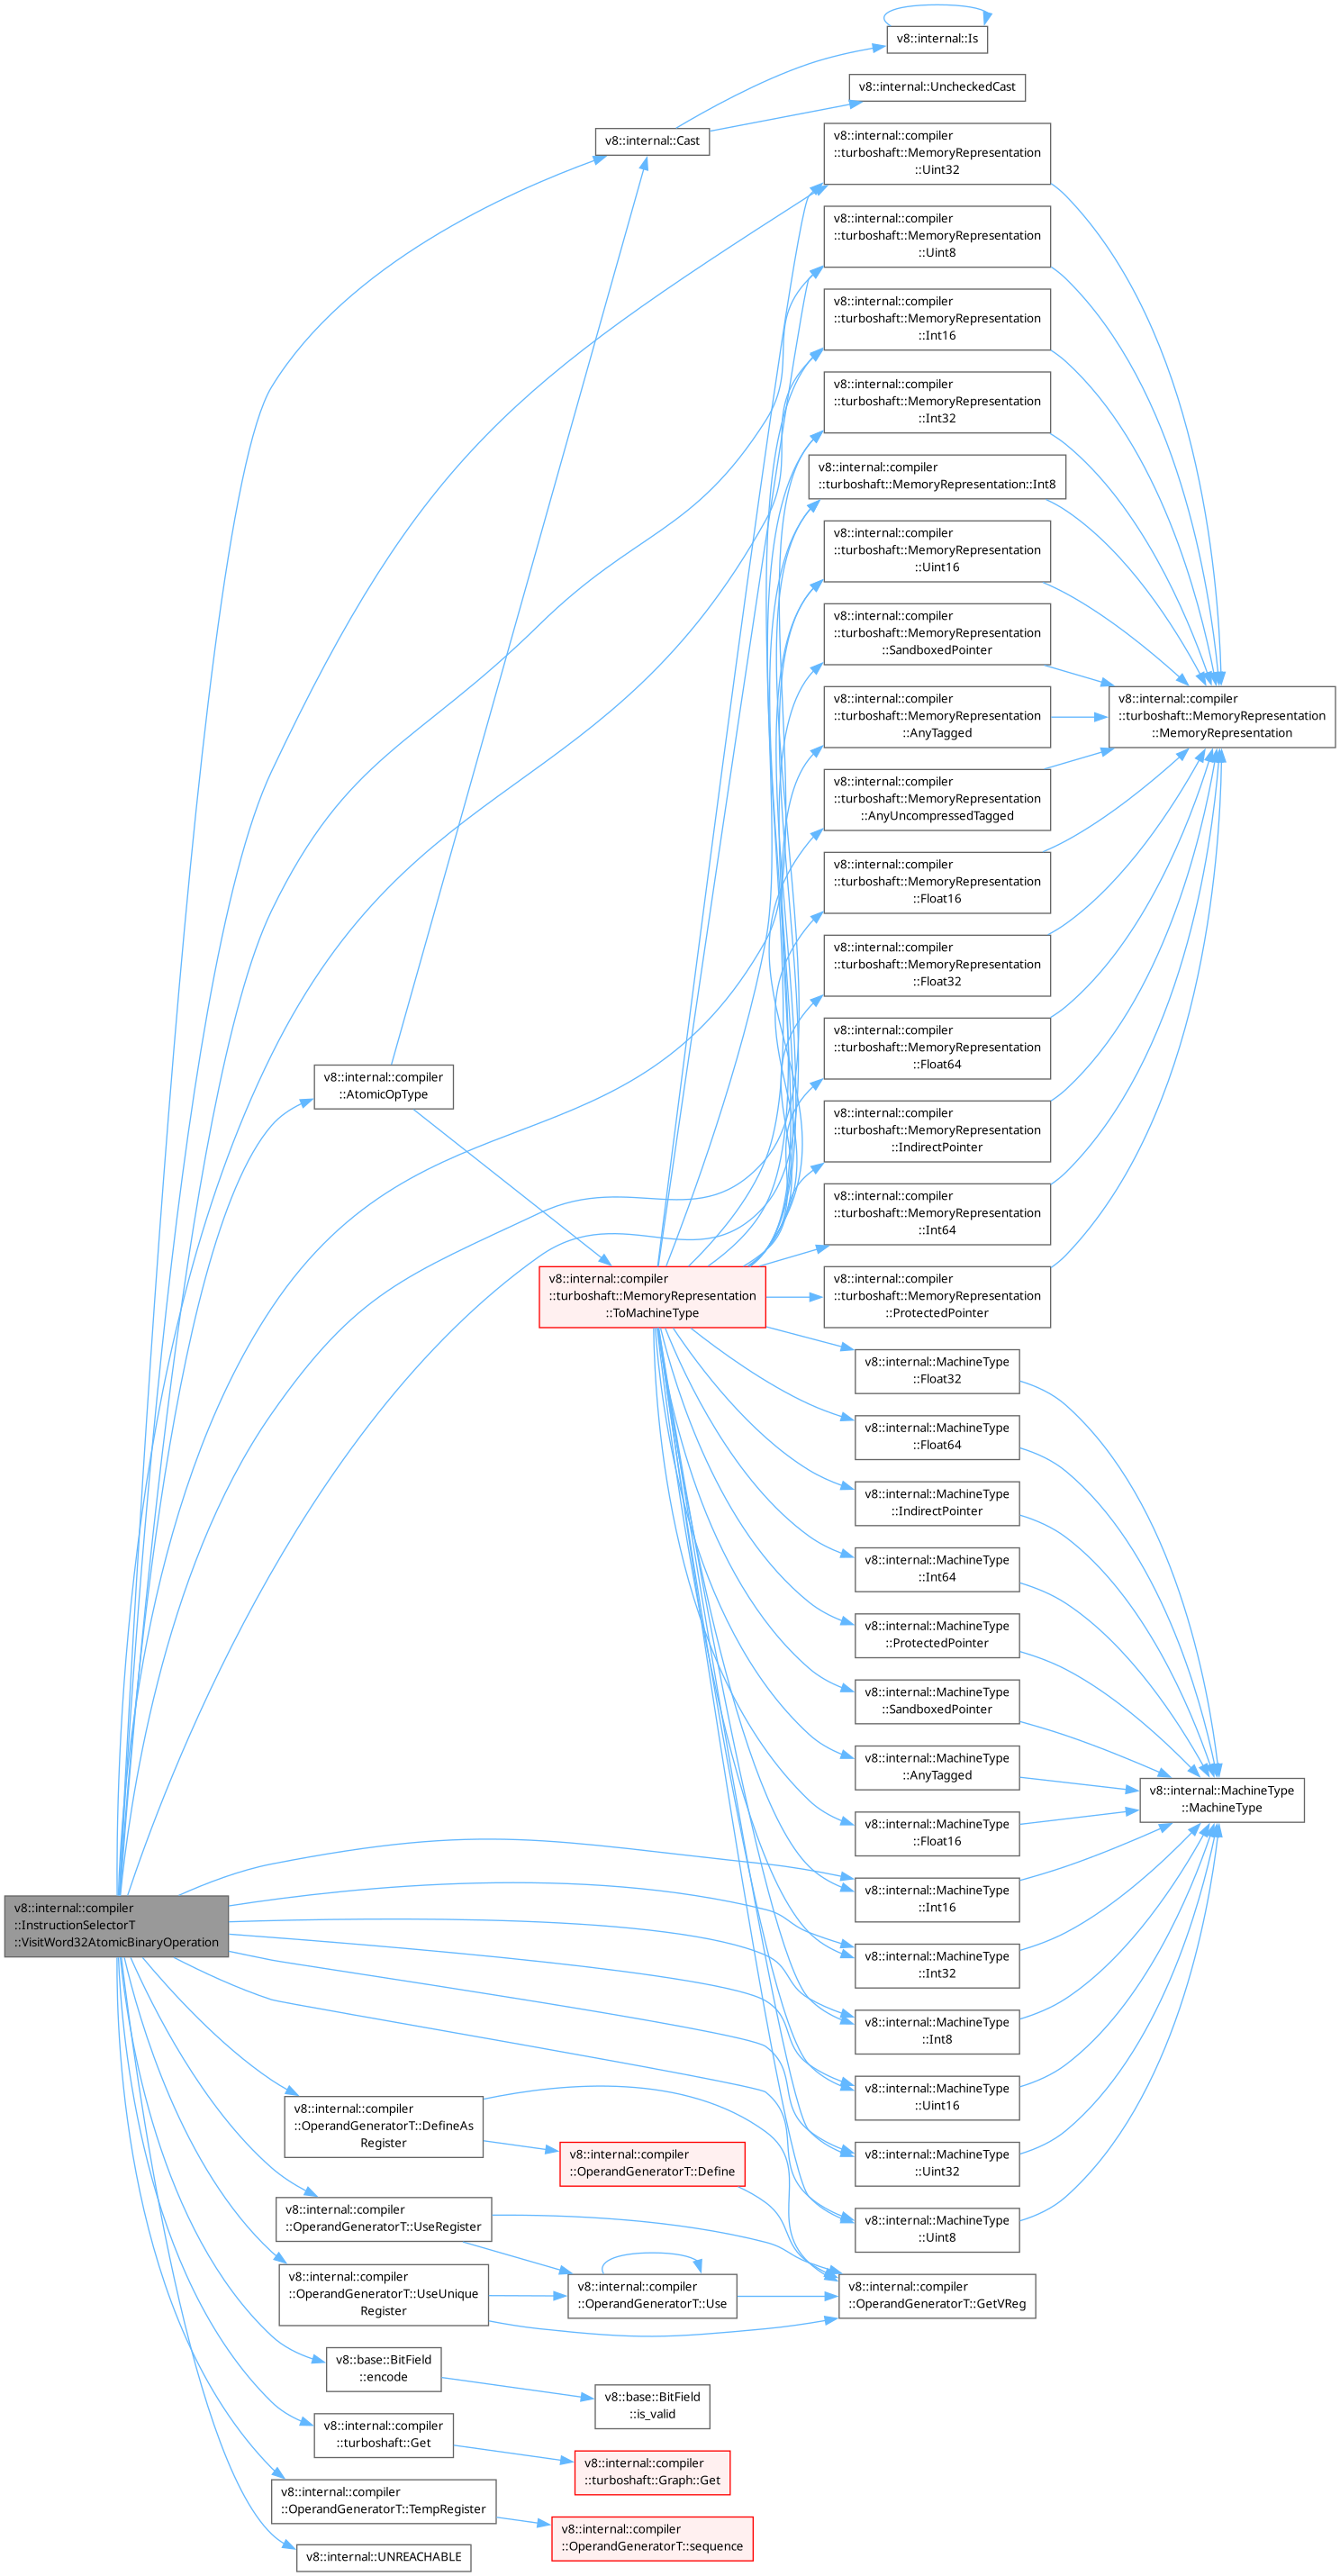 v8::internal::Is
v8::internal::UncheckedCast
v8::internal::Cast
v8::internal::compiler
::turboshaft::MemoryRepresentation
::Uint32
v8::internal::compiler
::turboshaft::MemoryRepresentation
::Uint8
v8::internal::compiler
::turboshaft::MemoryRepresentation
::Int16
v8::internal::compiler
::turboshaft::MemoryRepresentation
::Int32
v8::internal::compiler
::turboshaft::MemoryRepresentation::Int8
v8::internal::compiler
::turboshaft::MemoryRepresentation
::Uint16
v8::internal::compiler
::turboshaft::MemoryRepresentation
::SandboxedPointer
v8::internal::compiler
::turboshaft::MemoryRepresentation
::AnyTagged
v8::internal::compiler
::turboshaft::MemoryRepresentation
::MemoryRepresentation
v8::internal::compiler
::turboshaft::MemoryRepresentation
::AnyUncompressedTagged
v8::internal::compiler
::turboshaft::MemoryRepresentation
::Float16
v8::internal::compiler
::turboshaft::MemoryRepresentation
::Float32
v8::internal::compiler
::turboshaft::MemoryRepresentation
::Float64
v8::internal::compiler
::AtomicOpType
v8::internal::compiler
::turboshaft::MemoryRepresentation
::IndirectPointer
v8::internal::compiler
::turboshaft::MemoryRepresentation
::Int64
v8::internal::compiler
::turboshaft::MemoryRepresentation
::ToMachineType
v8::internal::compiler
::turboshaft::MemoryRepresentation
::ProtectedPointer
v8::internal::MachineType
::Float32
v8::internal::MachineType
::Float64
v8::internal::MachineType
::IndirectPointer
v8::internal::MachineType
::Int64
v8::internal::MachineType
::ProtectedPointer
v8::internal::MachineType
::SandboxedPointer
v8::internal::MachineType
::AnyTagged
v8::internal::MachineType
::MachineType
v8::internal::MachineType
::Float16
v8::internal::MachineType
::Int16
v8::internal::compiler
::InstructionSelectorT
::VisitWord32AtomicBinaryOperation
v8::internal::MachineType
::Int32
v8::internal::MachineType
::Int8
v8::internal::MachineType
::Uint16
v8::internal::compiler
::OperandGeneratorT::DefineAs
Register
v8::internal::MachineType
::Uint32
v8::internal::compiler
::OperandGeneratorT::Define
v8::internal::compiler
::OperandGeneratorT::UseRegister
v8::internal::MachineType
::Uint8
v8::internal::compiler
::OperandGeneratorT::UseUnique
Register
v8::internal::compiler
::OperandGeneratorT::Use
v8::internal::compiler
::OperandGeneratorT::GetVReg
v8::base::BitField
::encode
v8::base::BitField
::is_valid
v8::internal::compiler
::turboshaft::Get
v8::internal::compiler
::turboshaft::Graph::Get
v8::internal::compiler
::OperandGeneratorT::TempRegister
v8::internal::compiler
::OperandGeneratorT::sequence
v8::internal::UNREACHABLE